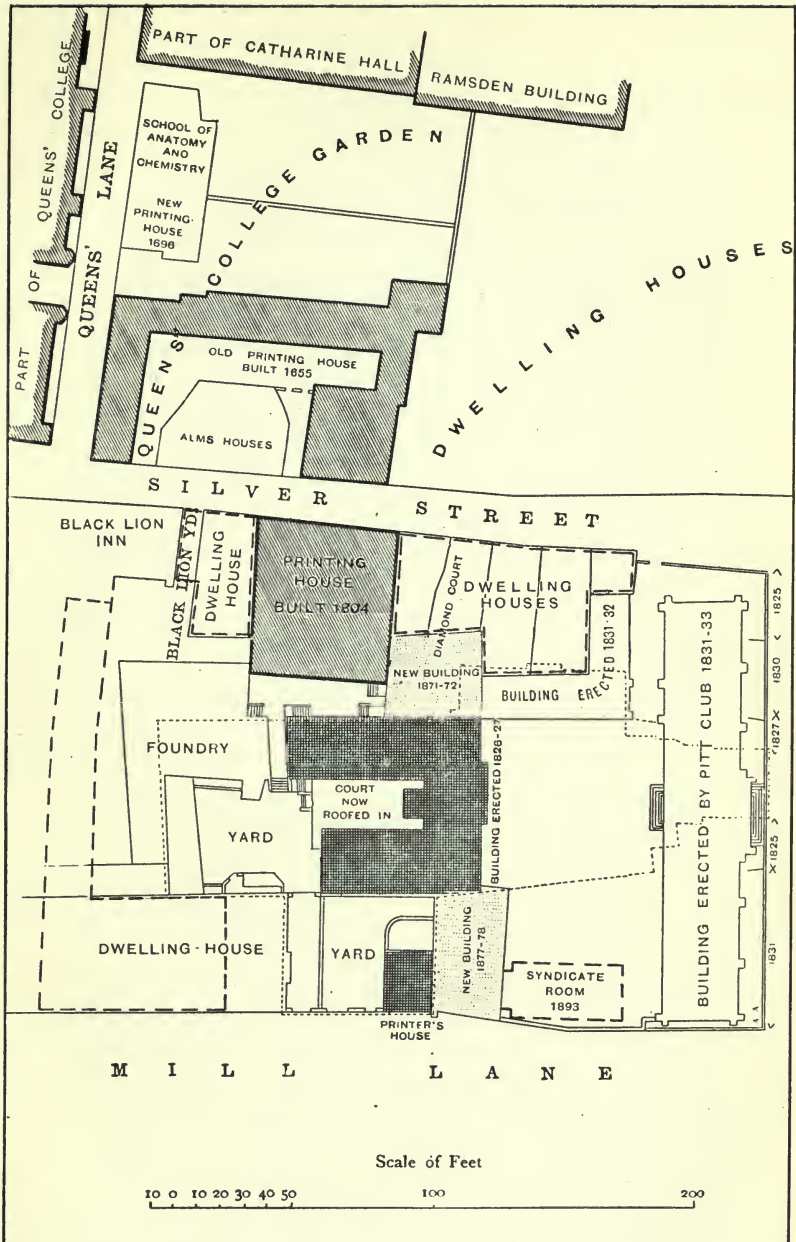 PART OF CATHARINE HALL
RAMSDEN BUILDING
PART OF QUEENS' COLLEGE
QUEENS' LANE
SCHOOL OF
ANATOMY
AND
CHEMISTRY
NEW
PRINTING-
HOUSE
1696
QUEENS' COLLEGE GARDEN
DWELLING HOUSES
OLD PRINTING HOUSE
BUILT 1655
ALMS HOUSES
SILVER STREET
BLACK LION
INN
BLACK LION YD
DWELLING
HOUSE
PRINTING
HOUSE
BUILT 1804
DIAMOND COURT
DWELLING
HOUSES
NEW BUILDING
1871-72
BUILDING ERECTED 1831-32
FOUNDRY
YARD
COURT
NOW
ROOFED IN
BUILDING ERECTED 1826-27
BUILDING ERECTED BY PITT CLUB 1831-33
1825
1830
1827
1825
1831
DWELLING-HOUSE
YARD
PRINTER'S
HOUSE
NEW BUILDING
1877-78
SYNDICATE
ROOM
1893
MILL LANE
Scale of Feet
10 0 10 20 30 40 50 100 200